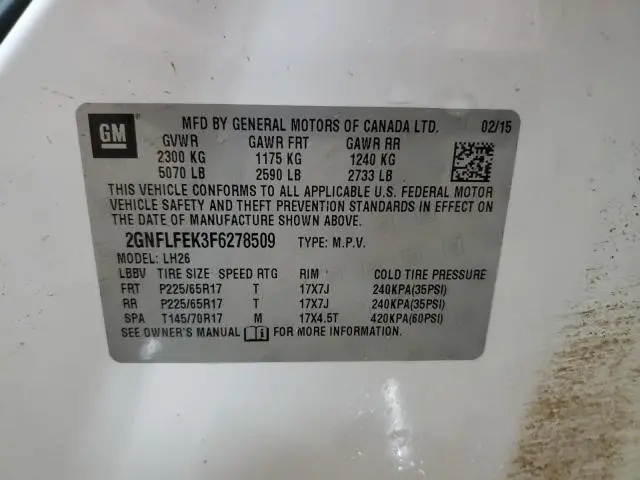 GM
MFD BY GENERAL MOTORS OF CANADA LTD. 02/15
GVWR GAWR FRT GAWR RR
2300 KG 1175 KG 1240 KG
5070 LB 2590 LB 2733 LB
THIS VEHICLE CONFORMS TO ALL APPLICABLE U.S. FEDERAL MOTOR
VEHICLE SAFETY AND THEFT PREVENTION STANDARDS IN EFFECT ON
THE DATE OF MANUFACTURE SHOWN ABOVE.
2GNFLFEK3F6278509 TYPE: M.P.V.
MODEL: LH26
LBBV TIRE SIZE SPEED RTG RIM COLD TIRE PRESSURE
FRT P225/65R17 T 17X7J 240KPA(35PSI)
RR P225/65R17 T 17X7J 240KPA(35PSI)
SPA T145/70R17 M 17X4.5T 420KPA(60PSI)
SEE OWNER'S MANUAL FOR MORE INFORMATION.